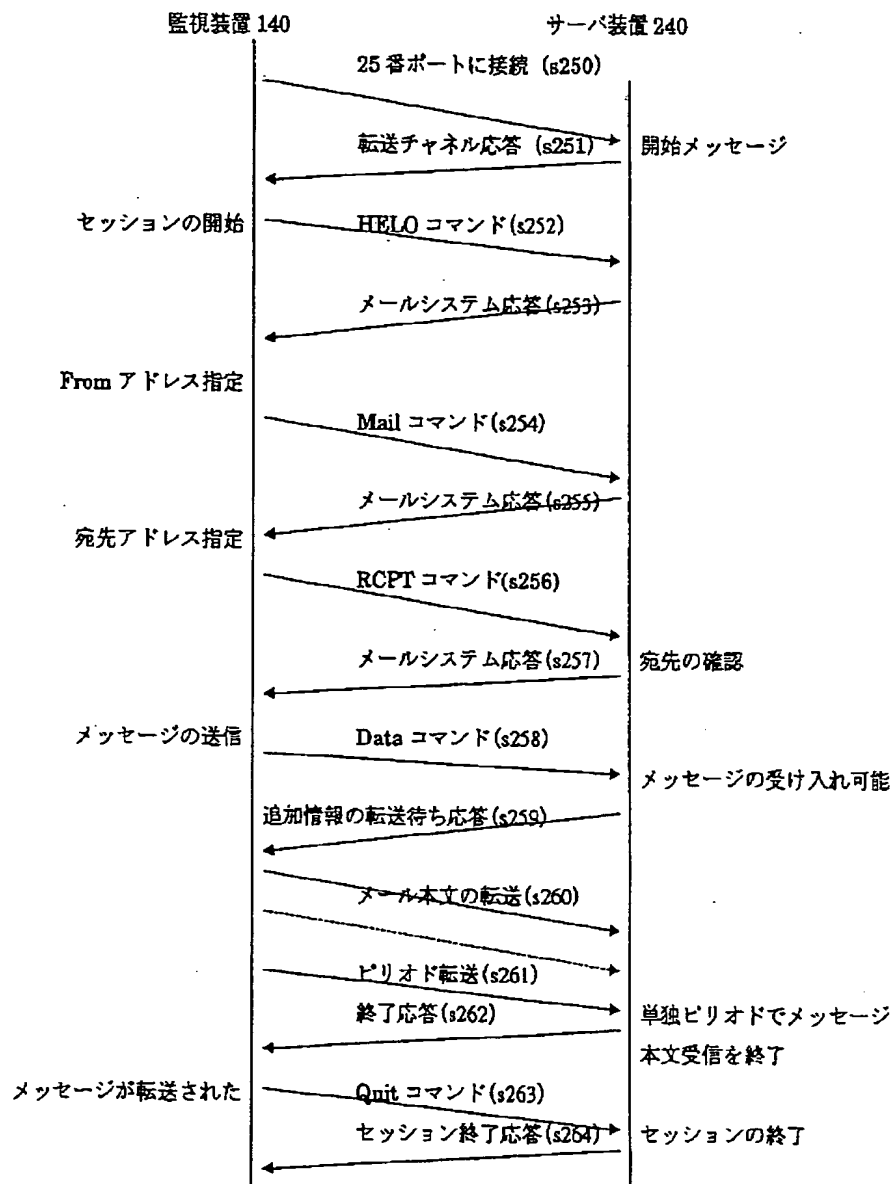 監視装置 140
サーバ装置 240
25 番ポートに接続 (s250)
転送チャネル応答 (s251)
開始メッセージ
セッションの開始
HELO コマンド(s252)
メールシステム応答(s253)
From アドレス指定
Mail コマンド(s254)
メールシステム応答(s255)
宛先アドレス指定
RCPT コマンド(s256)
メールシステム応答(s257)
宛先の確認
メッセージの送信
Data コマンド(s258)
メッセージの受け入れ可能
追加情報の転送待ち応答(s259)
メール本文の転送(s260)
ピリオド転送(s261)
終了応答(s262)
単独ピリオドでメッセージ
本文受信を終了
メッセージが転送された
Quit コマンド(s263)
セッション終了応答(s264)
セッションの終了